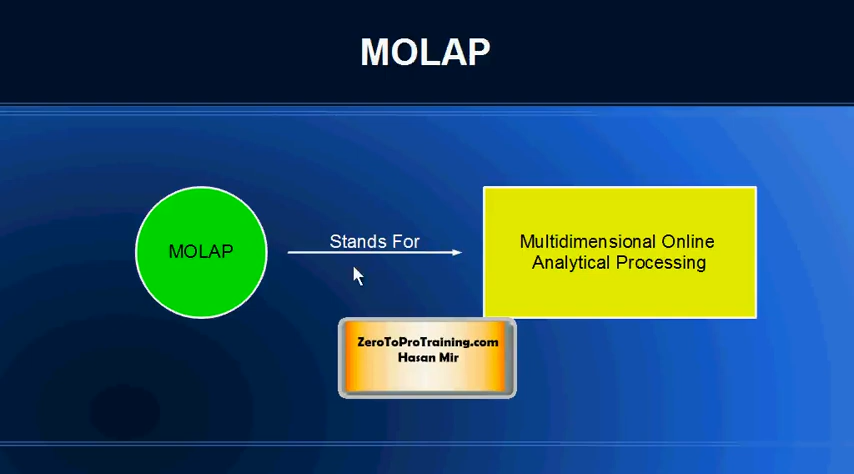 MOLAP
MOLAP
Stands For
Multidimensional Online
Analytical Processing
ZeroToProTraining.com
Hasan Mir